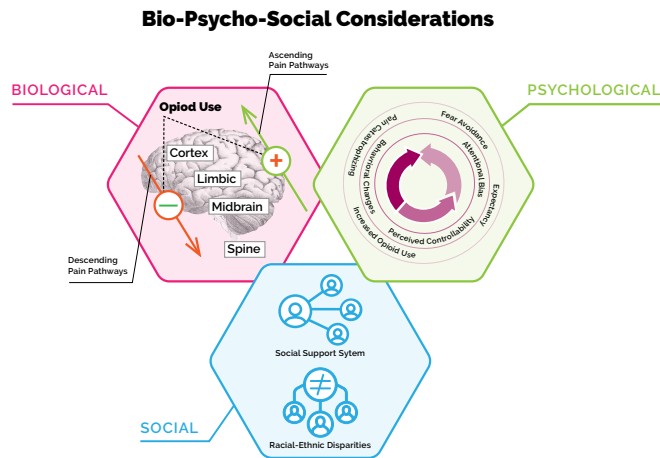 Bio-Psycho-Social Considerations
Ascending
Pain Pathways
BIOLOGICAL
PSYCHOLOGICAL
Opiod Use
Cortex
Limbic
Midbrain
Spine
+
−
Descending
Pain Pathways
Pain Catastrophizing
Fear Avoidance
Behavioral Changes
Attentional Bias
Expectancy
Perceived Controllability
Increased Opioid Use
Social Support Sytem
≠
SOCIAL
Racial-Ethnic Disparities